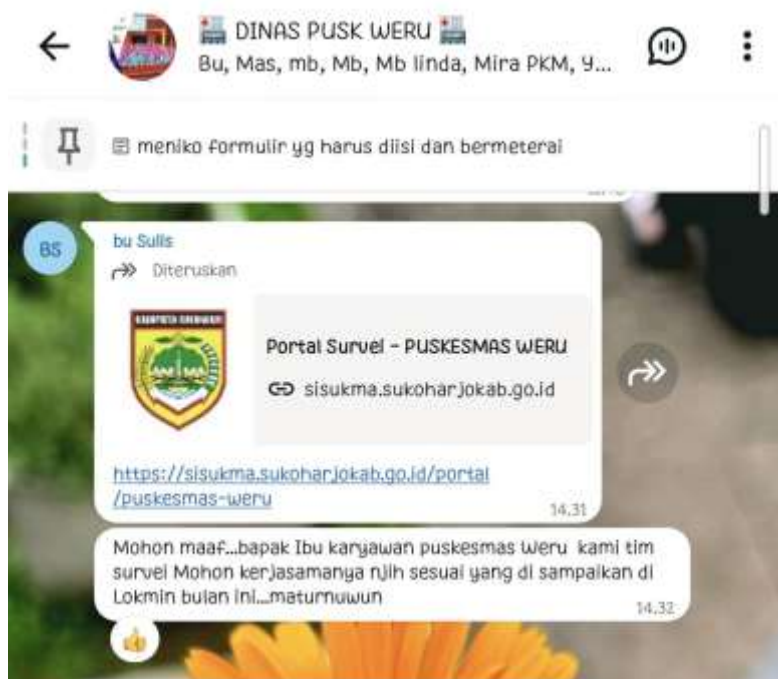 DINAS PUSK WERU
Bu, Mas, mb, Mb, Mb linda, Mira PKM, Y...
meniko formulir yg harus diisi dan bermeterai
BS
bu Sulis
Diteruskan
Portal Survei - PUSKESMAS WERU
sisukma.sukoharjokab.go.id
https://sisukma.sukoharjokab.go.id/portal
/puskesmas-weru
14.31
Mohon maaf...bapak Ibu karyawan puskesmas Weru kami tim
survei Mohon kerjasamanya njih sesuai yang di sampaikan di
Lokmin bulan ini...maturnuwun
14.32